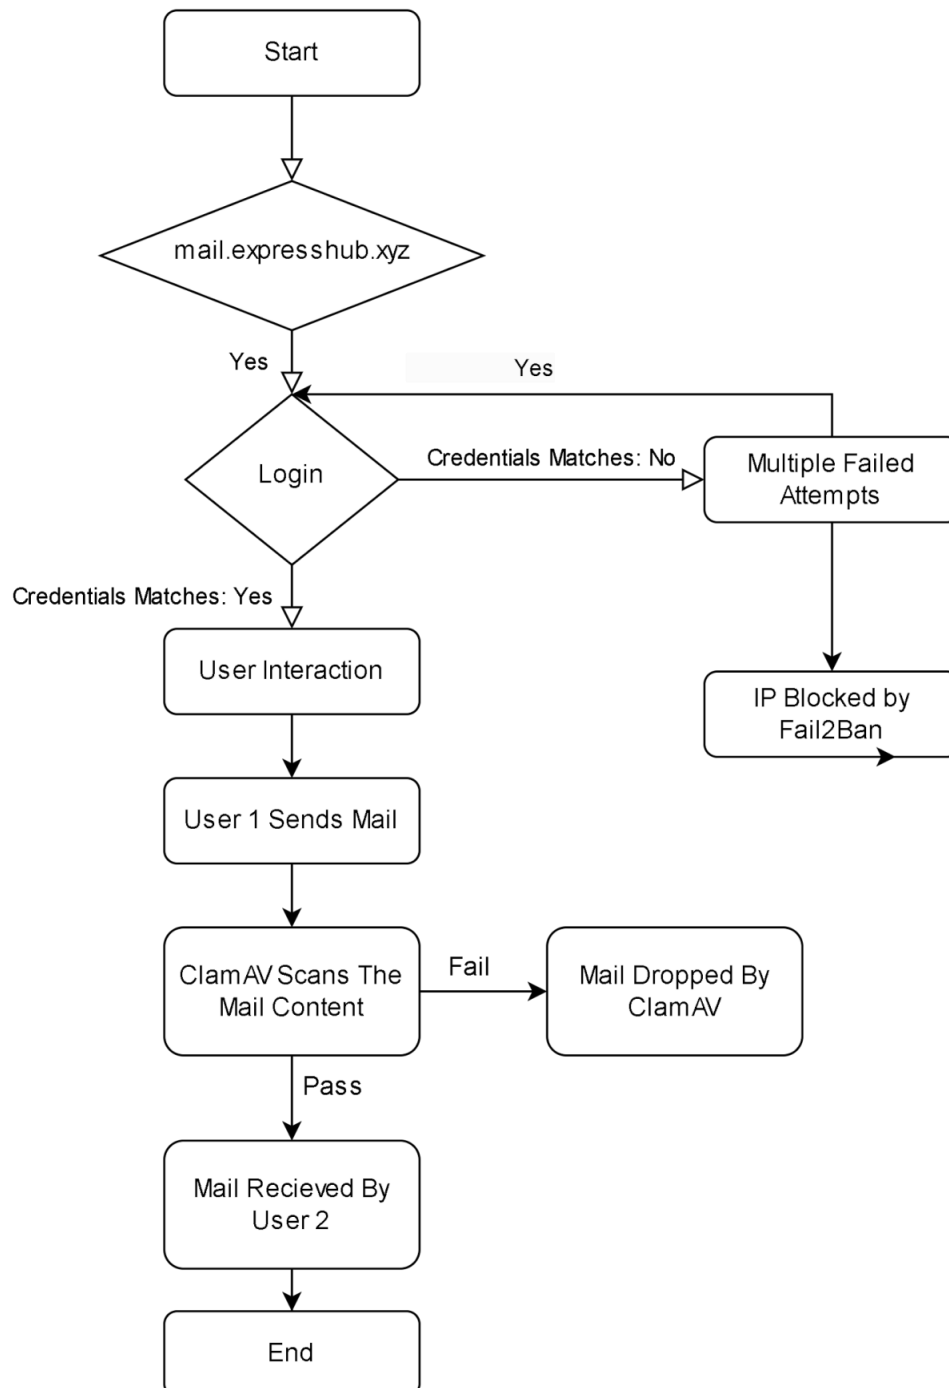 Start
mail.expresshub.xyz
Yes
Yes
Login
Credentials Matches: No
Multiple Failed
Attempts
Credentials Matches: Yes
User Interaction
IP Blocked by
Fail2Ban
User 1 Sends Mail
ClamAV Scans The
Mail Content
Fail
Mail Dropped By
ClamAV
Pass
Mail Recieved By
User 2
End